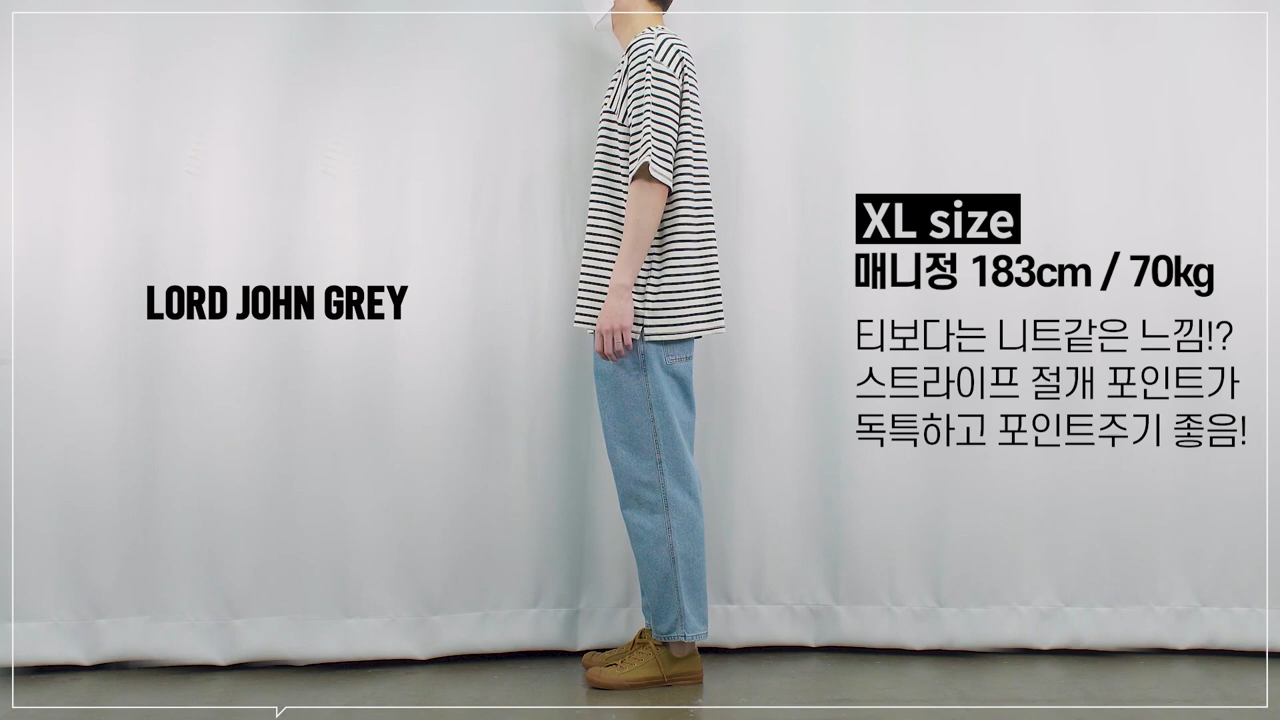 LORD JOHN GREY
XL size
매니정 183cm / 70kg
티보다는 니트같은 느낌!?
스트라이프 절개 포인트가
독특하고 포인트주기 좋음!